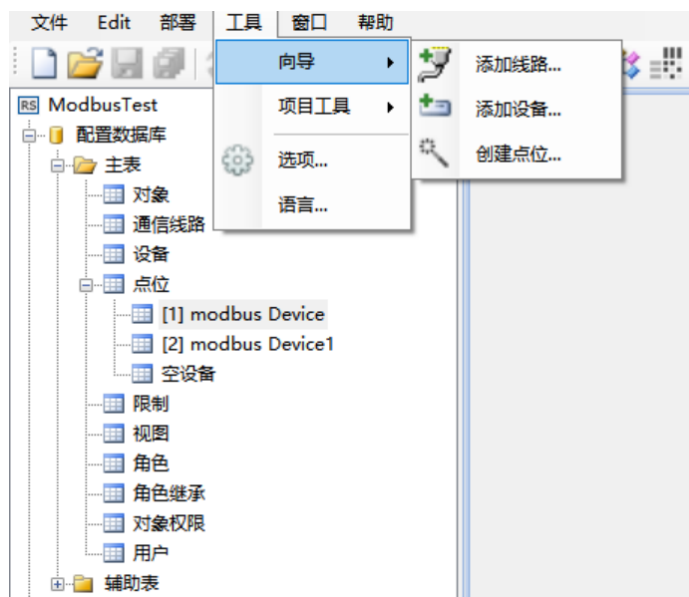 文件 Edit 部署 工具 窗口 帮助
向导
添加线路...
项目工具
添加设备...
选项...
创建点位...
语言...
RS ModbusTest
配置数据库
主表
对象
通信线路
设备
点位
[1] modbus Device
[2] modbus Device1
空设备
限制
视图
角色
角色继承
对象权限
用户
辅助表